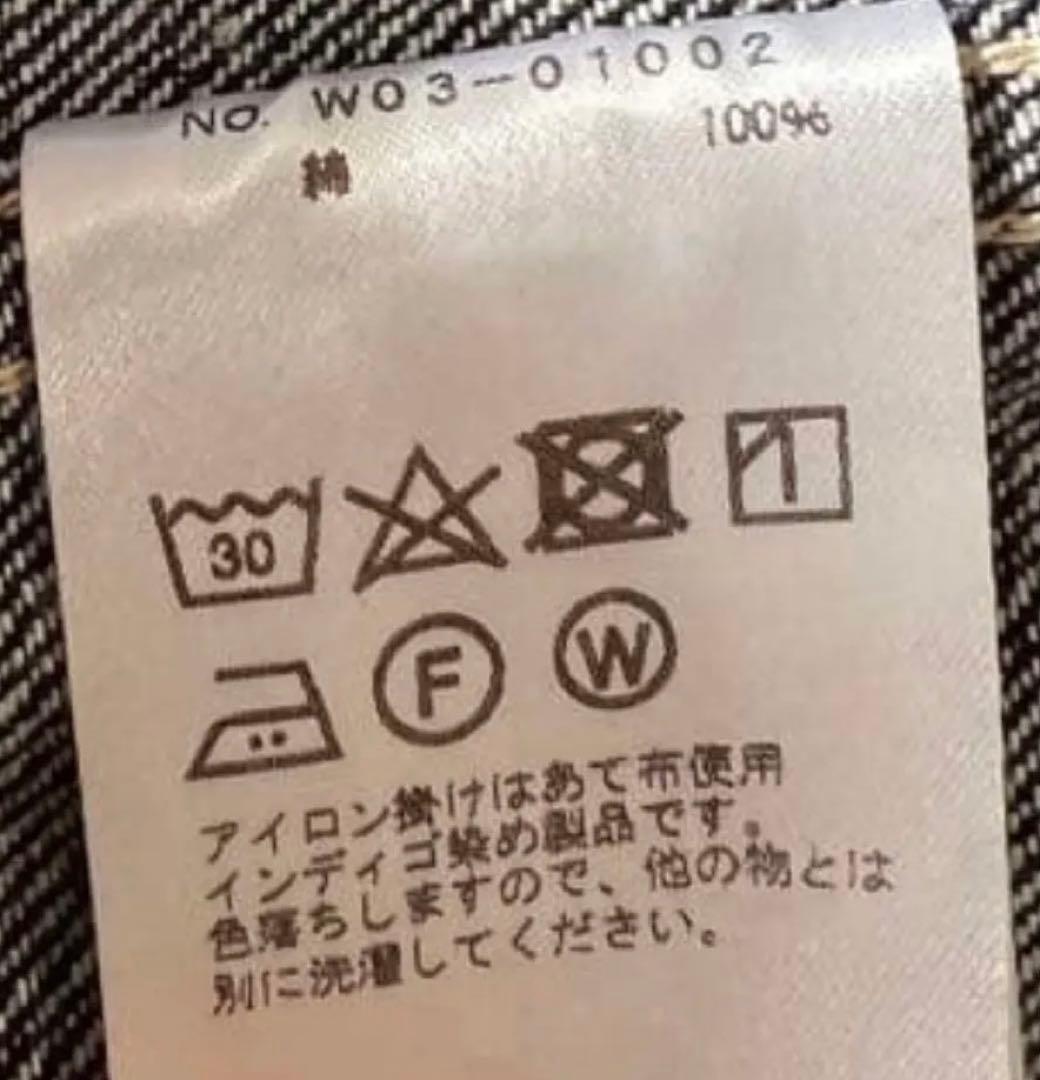 NO. W03-01002
綿 100%
30
F W
アイロン掛けはあて布使用
インディゴ染め製品です。
色落ちしますので、他の物とは
別に洗濯してください。